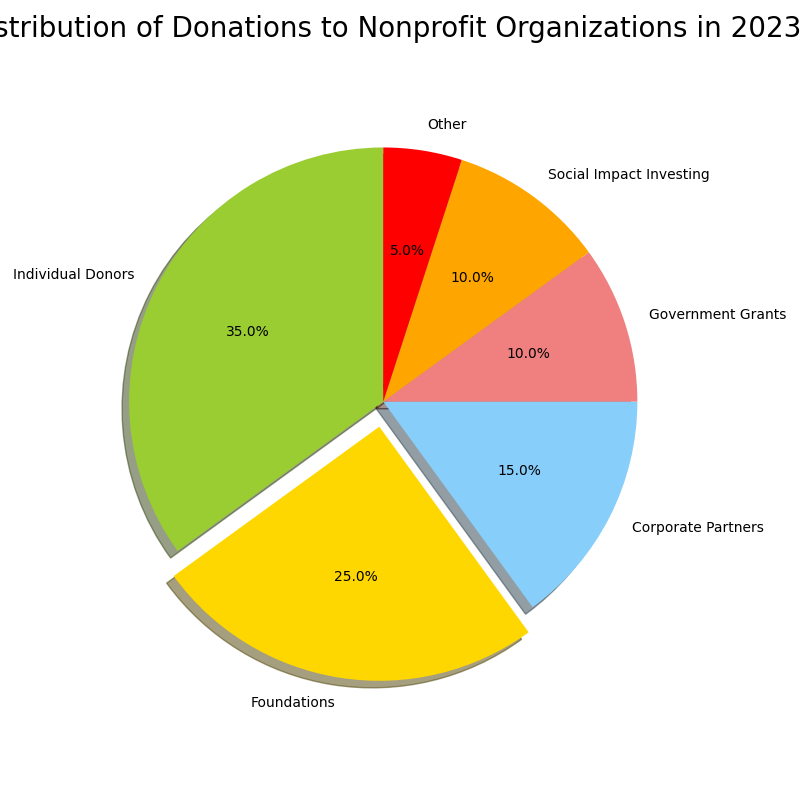 stribution of Donations to Nonprofit Organizations in 2023
Other
Social Impact Investing
5.0%
Individual Donors
10.0%
Government Grants
35.0%
10.0%
15.0%
Corporate Partners
25.0%
Foundations